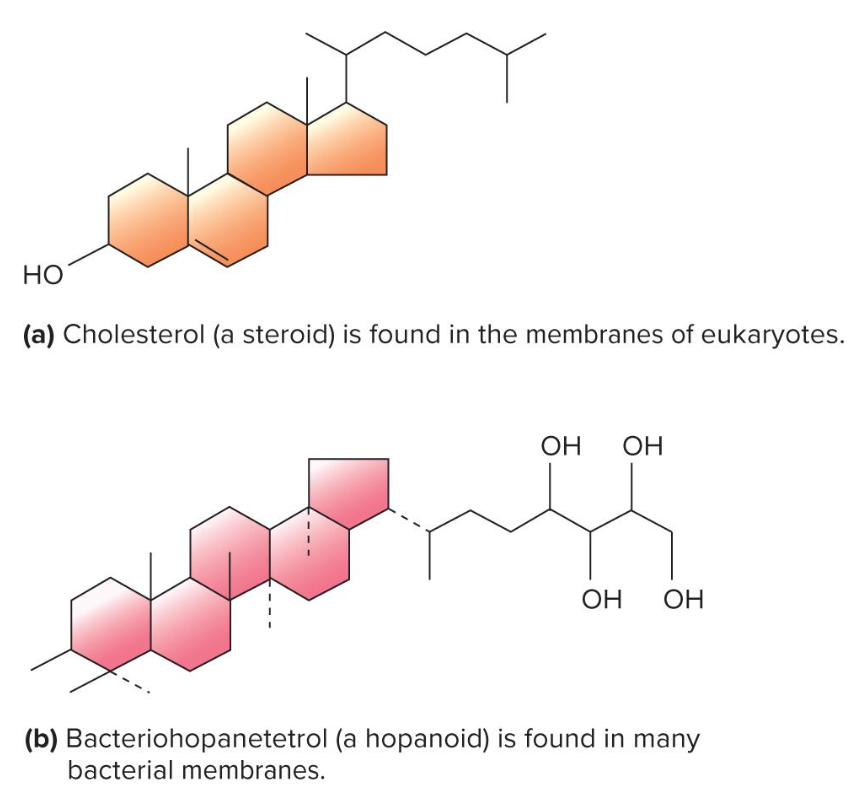 HO
(a) Cholesterol (a steroid) is found in the membranes of eukaryotes.
OH OH
OH OH
(b) Bacteriohopanetetrol (a hopanoid) is found in many
bacterial membranes.